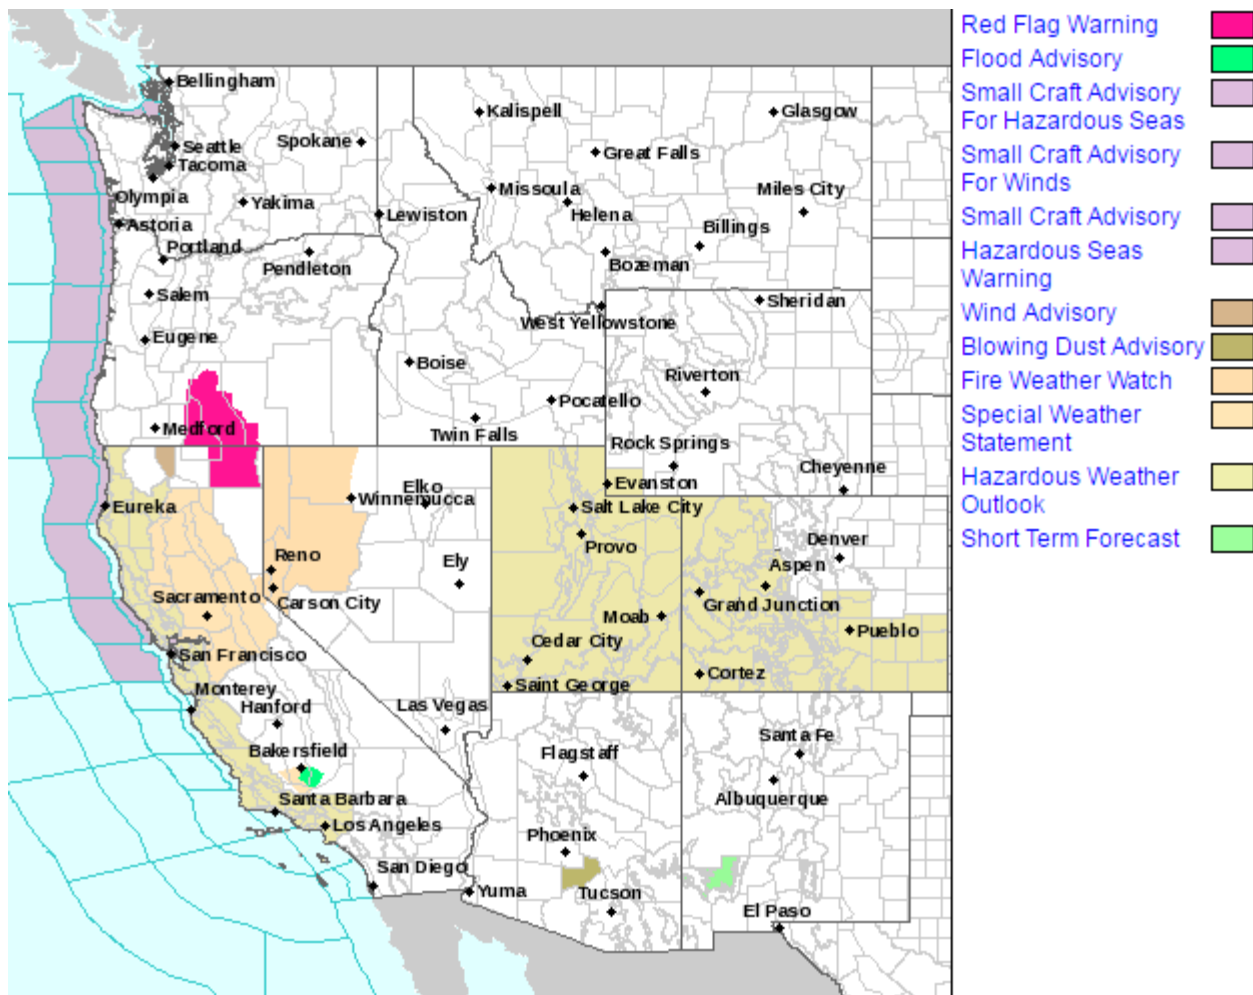 Bellingham
Seattle
Tacoma
Olympia
Astoria
Portland
Salem
Eugene
Medford
Spokane
Yakima
Pendleton
Lewiston
Kalispell
Great Falls
Missoula
Helena
Glasgow
Miles City
Billings
Bozeman
West Yellowstone
Sheridan
Boise
Pocatello
Twin Falls
Riverton
Rock Springs
Cheyenne
Evanston
Eureka
Winnemucca
Elko
Reno
Carson City
Ely
Sacramento
San Francisco
Salt Lake City
Provo
Moab
Cedar City
Saint George
Denver
Aspen
Grand Junction
Pueblo
Cortez
Monterey
Hanford
Bakersfield
Santa Barbara
Los Angeles
San Diego
Las Vegas
Flagstaff
Phoenix
Tucson
Yuma
Santa Fe
Albuquerque
El Paso
Red Flag Warning
Flood Advisory
Small Craft Advisory
For Hazardous Seas
Small Craft Advisory
For Winds
Small Craft Advisory
Hazardous Seas
Warning
Wind Advisory
Blowing Dust Advisory
Fire Weather Watch
Special Weather
Statement
Hazardous Weather
Outlook
Short Term Forecast